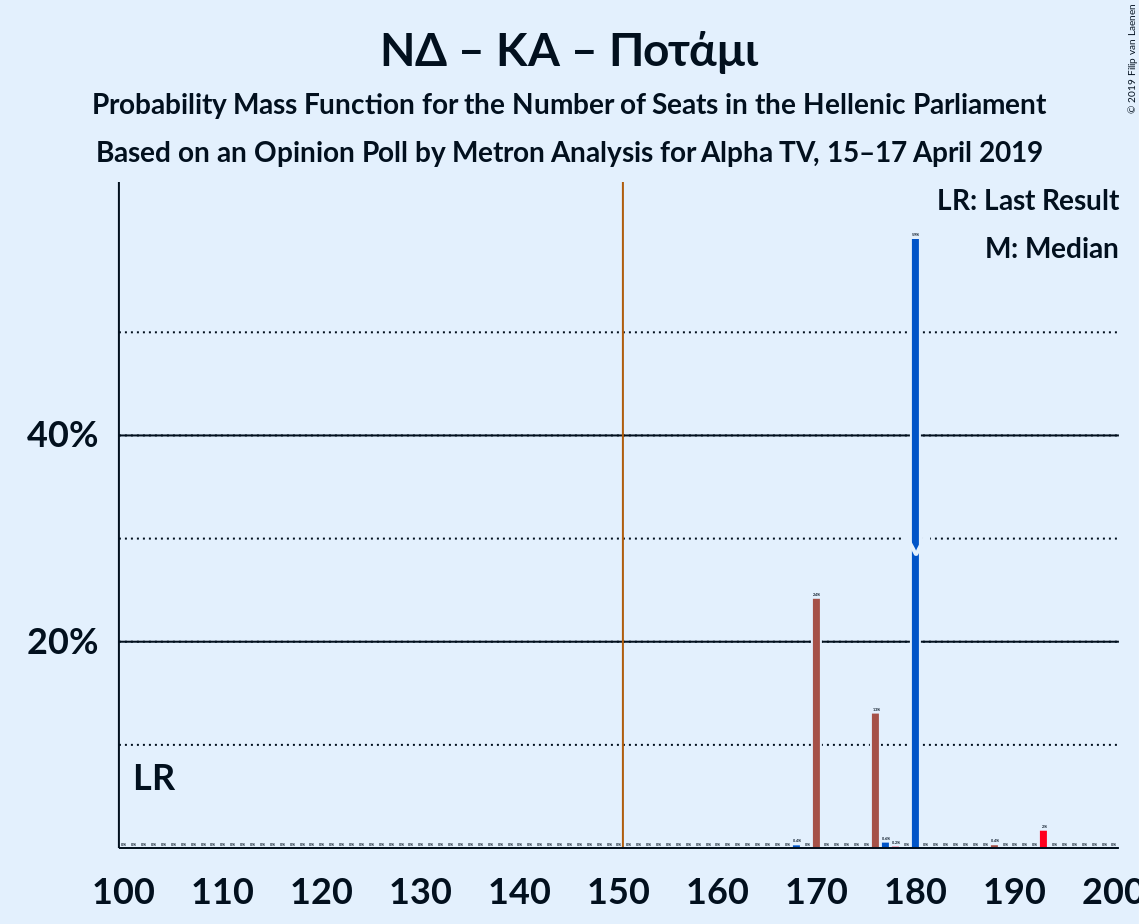 ΝΔ – ΚΑ – Ποτάμι
Probability Mass Function for the Number of Seats in the Hellenic Parliament
Based on an Opinion Poll by Metron Analysis for Alpha TV, 15–17 April 2019
© 2019 Filip van Laenen
LR: Last Result
M: Median
40%
20%
LR
100 110 120 130 140 150 160 170 180 190 200